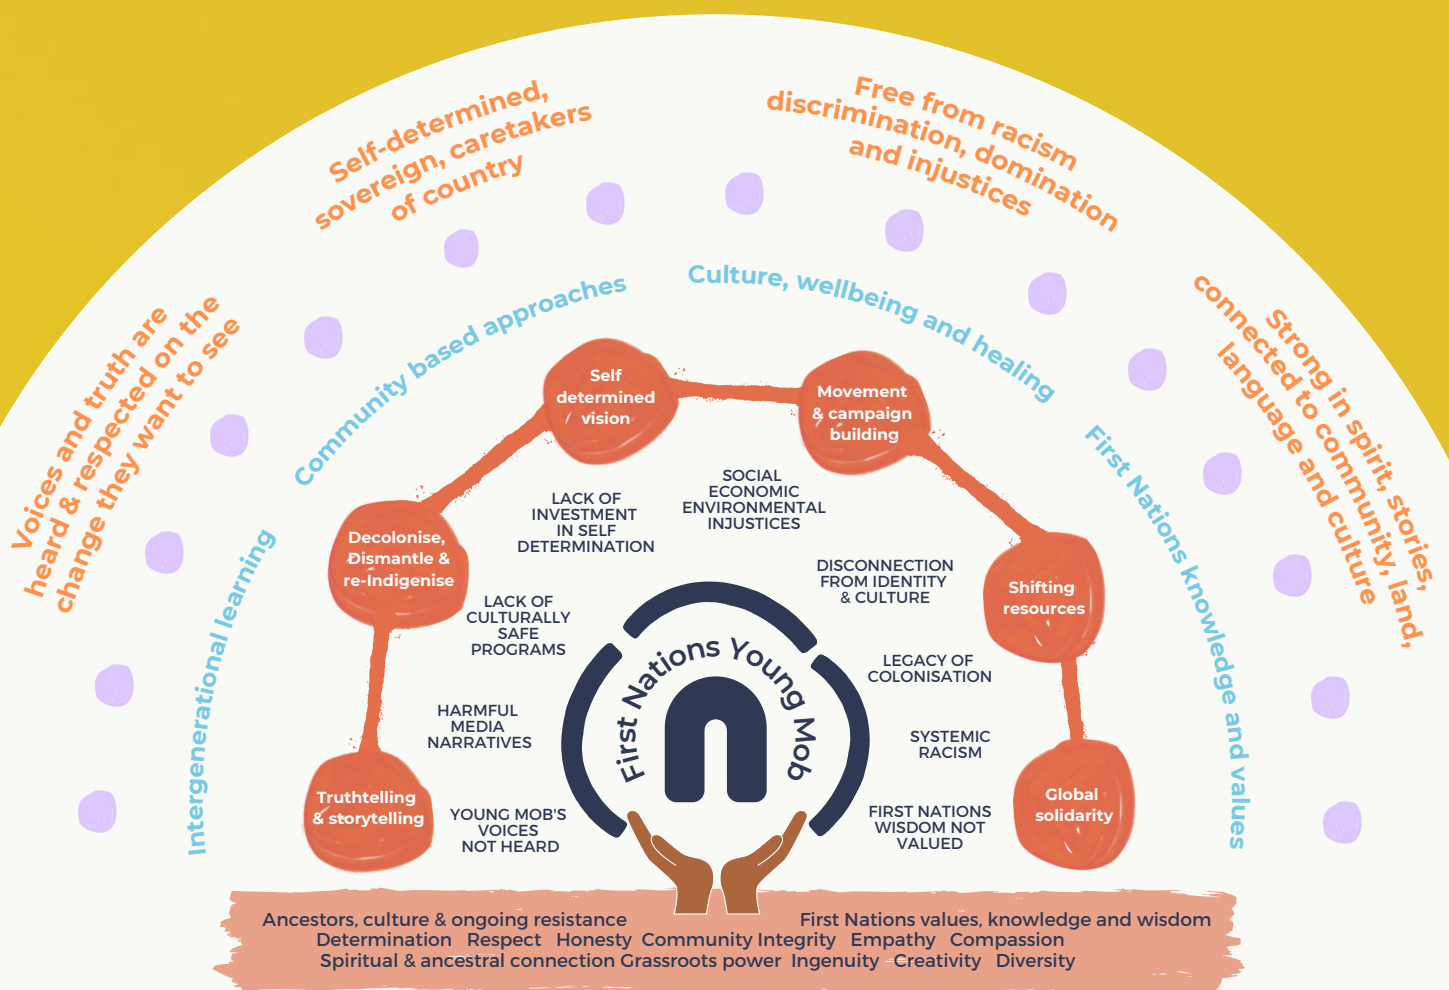 Self-determined,
sovereign, caretakers
of country
Free from racism
discrimination, domination
and injustices
Voices and truth are
heard & respected on the
change they want to see
Strong in spirit, stories,
connected to community, land,
language and culture
Intergenerational learning
Community based approaches
Culture, wellbeing and healing
First Nations knowledge and values
Truthtelling
& storytelling
Decolonise,
Dismantle &
re-Indigenise
Self
determined
vision
Movement
& campaign
building
Shifting
resources
Global
solidarity
YOUNG MOB'S
VOICES
NOT HEARD
HARMFUL
MEDIA
NARRATIVES
LACK OF
CULTURALLY
SAFE
PROGRAMS
LACK OF
INVESTMENT
IN SELF
DETERMINATION
SOCIAL
ECONOMIC
ENVIRONMENTAL
INJUSTICES
DISCONNECTION
FROM IDENTITY
& CULTURE
LEGACY OF
COLONISATION
SYSTEMIC
RACISM
FIRST NATIONS
WISDOM NOT
VALUED
First Nations Young Mob
Ancestors, culture & ongoing resistance First Nations values, knowledge and wisdom
Determination Respect Honesty Community Integrity Empathy Compassion
Spiritual & ancestral connection Grassroots power Ingenuity Creativity Diversity